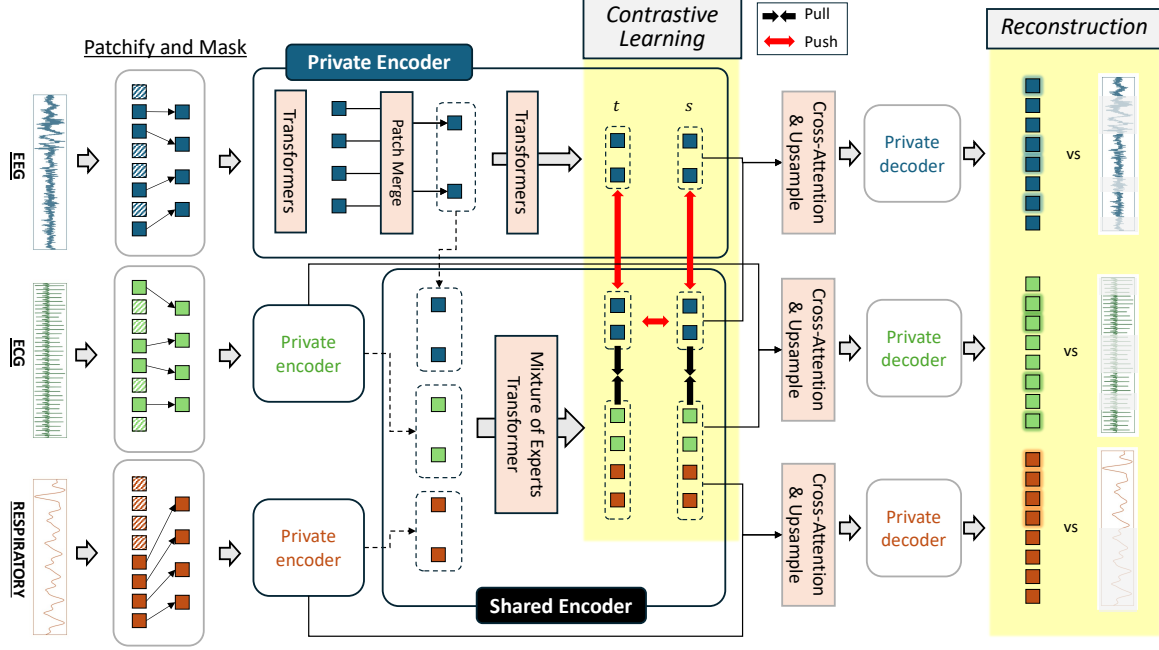 Contrastive
Learning
Pull
Push
Reconstruction
Patchify and Mask
Private Encoder
EEG
Transformers
Patch Merge
Transformers
t
s
Cross-Attention
& Upsample
Private
decoder
vs
ECG
Private
encoder
Mixture of Experts
Transformer
Cross-Attention
& Upsample
Private
decoder
vs
RESPIRATORY
Private
encoder
Cross-Attention
& Upsample
Private
decoder
vs
Shared Encoder